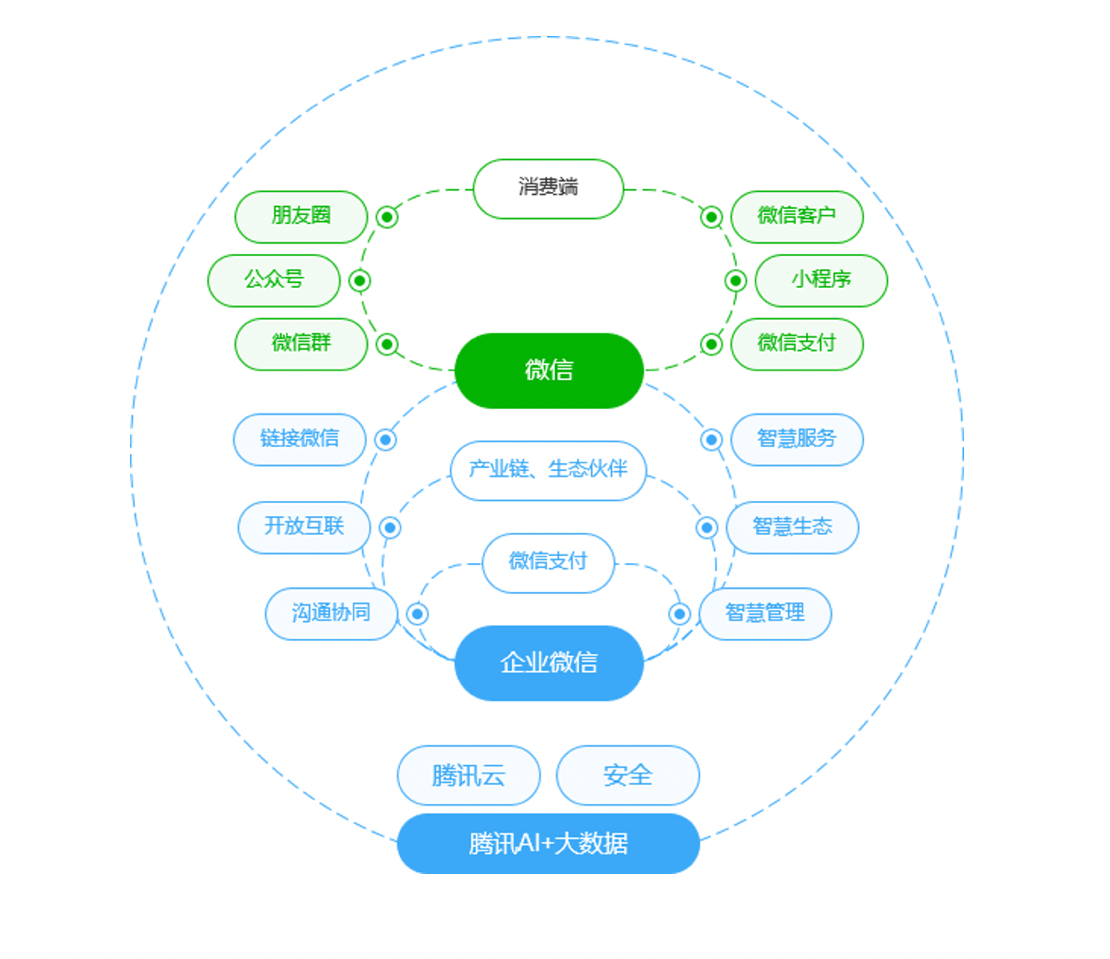 消费端
朋友圈
微信客户
公众号
小程序
微信群
微信支付
微信
链接微信
智慧服务
产业链、生态伙伴
开放互联
智慧生态
微信支付
沟通协同
智慧管理
企业微信
腾讯云
安全
腾讯AI+大数据